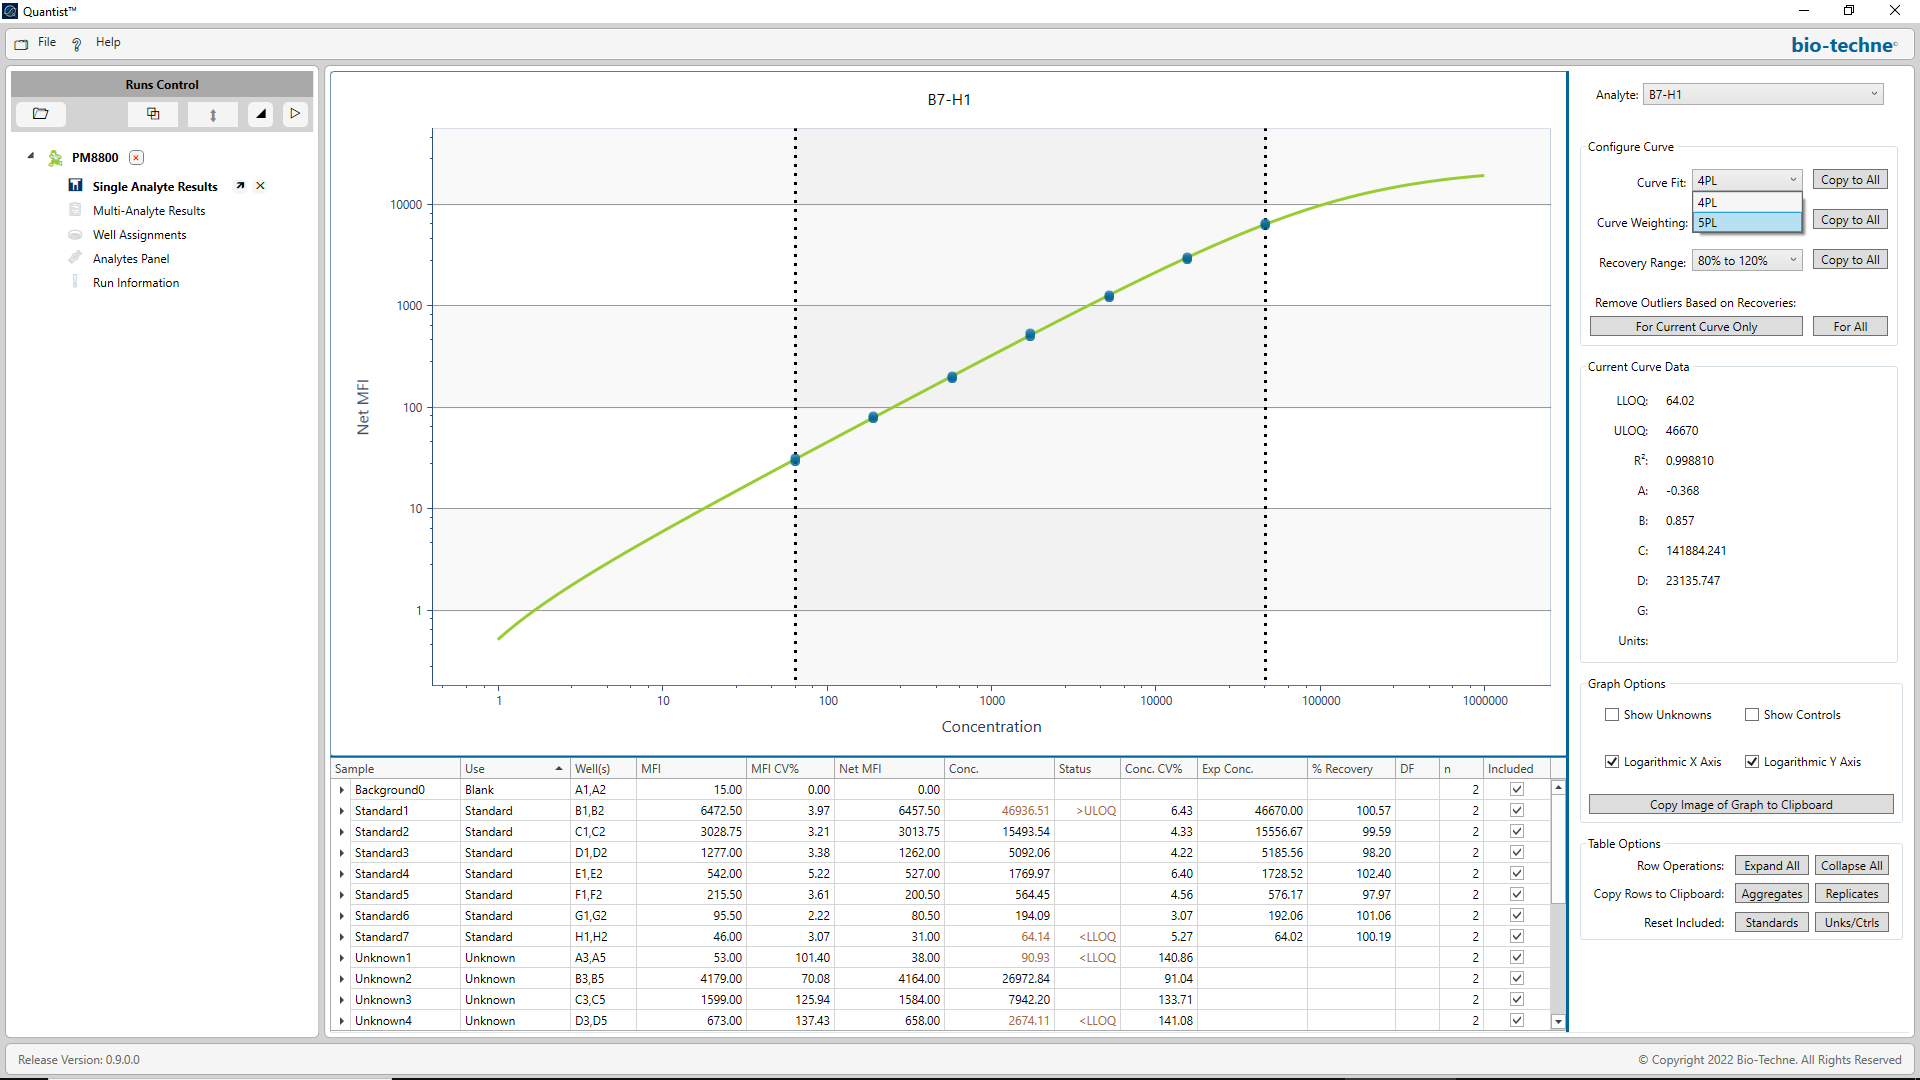 Quantist™
File ? Help
bio-techne
Runs Control
PM8800
Single Analyte Results
Multi-Analyte Results
Well Assignments
Analytes Panel
Run Information
B7-H1
Net MFI
10000
1000
100
10
1
1 10 100 1000 10000 100000 1000000
Concentration
Sample Use Well(s) MFI MFI CV% Net MFI Conc. Status Conc. CV% Exp Conc. % Recovery DF n Included
Background0 Blank A1,A2 15.00 0.00 0.00 2
Standard1 Standard B1,B2 6472.50 3.97 6457.50 46936.51 >ULOQ 6.43 46670.00 100.57 2
Standard2 Standard C1,C2 3028.75 3.21 3013.75 15493.54 4.33 15556.67 99.59 2
Standard3 Standard D1,D2 1277.00 3.38 1262.00 5092.06 4.22 5185.56 98.20 2
Standard4 Standard E1,E2 542.00 5.22 527.00 1769.97 6.40 1728.52 102.40 2
Standard5 Standard F1,F2 215.50 3.61 200.50 564.45 4.56 576.17 97.97 2
Standard6 Standard G1,G2 95.50 2.22 80.50 194.09 3.07 192.06 101.06 2
Standard7 Standard H1,H2 46.00 3.07 31.00 64.14 <LLOQ 5.27 64.02 100.19 2
Unknown1 Unknown A3,A5 53.00 101.40 38.00 90.93 <LLOQ 140.86 2
Unknown2 Unknown B3,B5 4179.00 70.08 4164.00 26972.84 91.04 2
Unknown3 Unknown C3,C5 1599.00 125.94 1584.00 7942.20 133.71 2
Unknown4 Unknown D3,D5 673.00 137.43 658.00 2674.11 <LLOQ 141.08 2
Analyte: B7-H1
Configure Curve
Curve Fit: 4PL Copy to All
4PL
Curve Weighting: 5PL Copy to All
Recovery Range: 80% to 120% Copy to All
Remove Outliers Based on Recoveries:
For Current Curve Only For All
Current Curve Data
LLOQ: 64.02
ULOQ: 46670
R²: 0.998810
A: -0.368
B: 0.857
C: 141884.241
D: 23135.747
G:
Units:
Graph Options
Show Unknowns Show Controls
Logarithmic X Axis Logarithmic Y Axis
Copy Image of Graph to Clipboard
Table Options
Row Operations: Expand All Collapse All
Copy Rows to Clipboard: Aggregates Replicates
Reset Included: Standards Unks/Ctrls
Release Version: 0.9.0.0
© Copyright 2022 Bio-Techne. All Rights Reserved